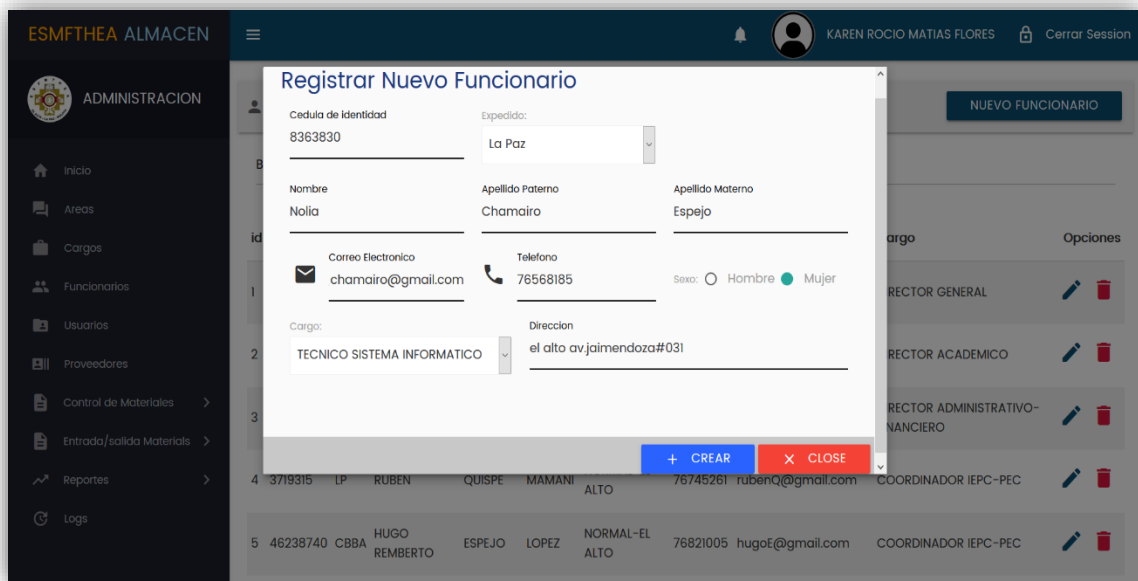 ESMFTHEA ALMACEN
KAREN ROCIO MATIAS FLORES
Cerrar Session
ADMINISTRACION
Inicio
Areas
Cargos
Funcionarios
Usuarios
Proveedores
Control de Materiales
Entrada/salida Materials
Reportes
Logs
NUEVO FUNCIONARIO
Registrar Nuevo Funcionario
Cedula de identidad Expedido:
8363830 La Paz
Nombre Apellido Paterno Apellido Materno
Nolia Chamairo Espejo
Correo Electronico Telefono
chamairo@gmail.com 76568185 Sexo: Hombre Mujer
Cargo: Direccion
TECNICO SISTEMA INFORMATICO el alto av.jaimendoza#031
+ CREAR X CLOSE
id argo Opciones
1 RECTOR GENERAL
2 RECTOR ACADEMICO
3 RECTOR ADMINISTRATIVO-
NANCIERO
4 3719315 LP RUBEN QUISPE MAMANI ALTO 76745261 rubenQ@gmail.com COORDINADOR IEPC-PEC
5 46238740 CBBA HUGO REMBERTO ESPEJO LOPEZ NORMAL-EL ALTO 76821005 hugoE@gmail.com COORDINADOR IEPC-PEC